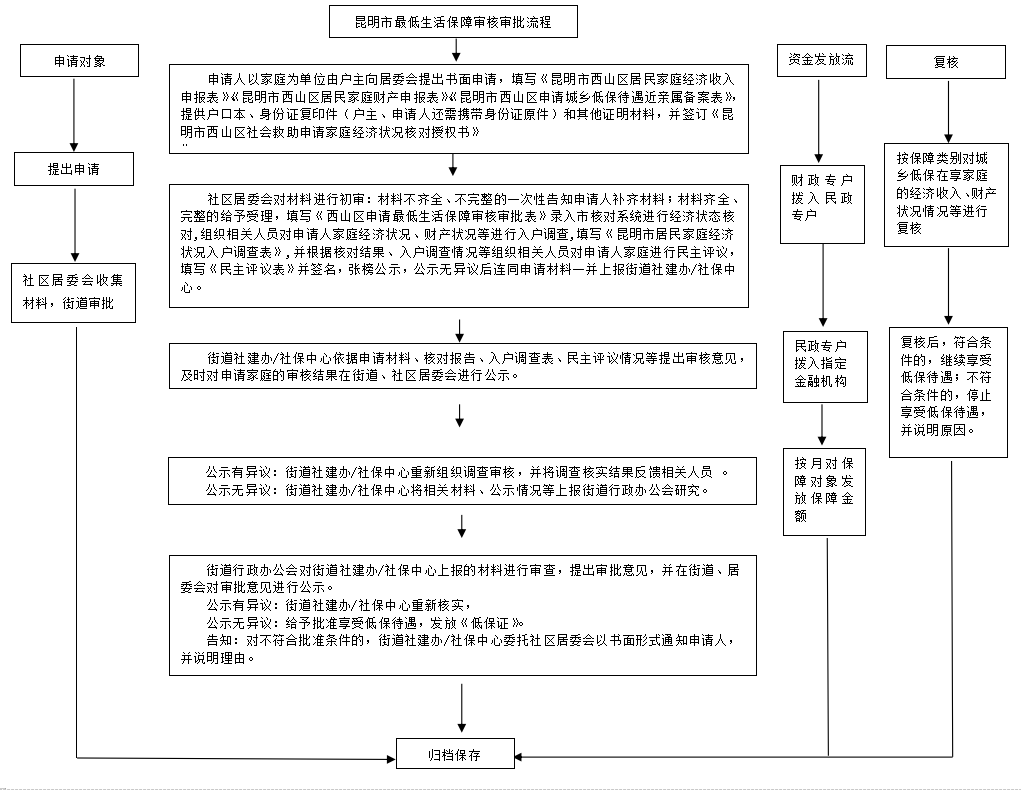 昆明市最低生活保障审核审批流程
申请对象
提出申请
社区居委会收集
材料，街道审批
申请人以家庭为单位由户主向居委会提出书面申请，填写《昆明市西山区居民家庭经济收入
申报表》《昆明市西山区居民家庭财产申报表》《昆明市西山区申请城乡低保待遇近亲属备案表》，
提供户口本、身份证复印件（户主、申请人还需携带身份证原件）和其他证明材料，并签订《昆
明市西山区社会救助申请家庭经济状况核对授权书》
”
社区居委会对材料进行初审：材料不齐全、不完整的一次性告知申请人补齐材料；材料齐全、
完整的给予受理，填写《西山区申请最低生活保障审核审批表》录入市核对系统进行经济状态核
对,组织相关人员对申请人家庭经济状况、财产状况等进行入户调查,填写《昆明市居民家庭经济
状况入户调查表》,并根据核对结果、入户调查情况等组织相关人员对申请人家庭进行民主评议，
填写《民主评议表》并签名，张榜公示，公示无异议后连同申请材料一并上报街道社建办/社保中
心。
街道社建办/社保中心依据申请材料、核对报告、入户调查表、民主评议情况等提出审核意见，
及时对申请家庭的审核结果在街道、社区居委会进行公示。
公示有异议：街道社建办/社保中心重新组织调查审核，并将调查核实结果反馈相关人员 。
公示无异议：街道社建办/社保中心将相关材料、公示情况等上报街道行政办公会研究。
街道行政办公会对街道社建办/社保中心上报的材料进行审查，提出审批意见，并在街道、居
委会对审批意见进行公示。
公示有异议：街道社建办/社保中心重新核实，
公示无异议：给予批准享受低保待遇，发放《低保证》。
告知：对不符合批准条件的，街道社建办/社保中心委托社区居委会以书面形式通知申请人，
并说明理由。
归档保存
资金发放流
财政专户
拨入民政
专户
民政专户
拨入指定
金融机构
按月对保
障对象发
放保障金
额
复核
按保障类别对城
乡低保在享家庭
的经济收入、财产
状况情况等进行
复核
复核后，符合条
件的，继续享受
低保待遇；不符
合条件的，停止
享受低保待遇，
并说明原因。